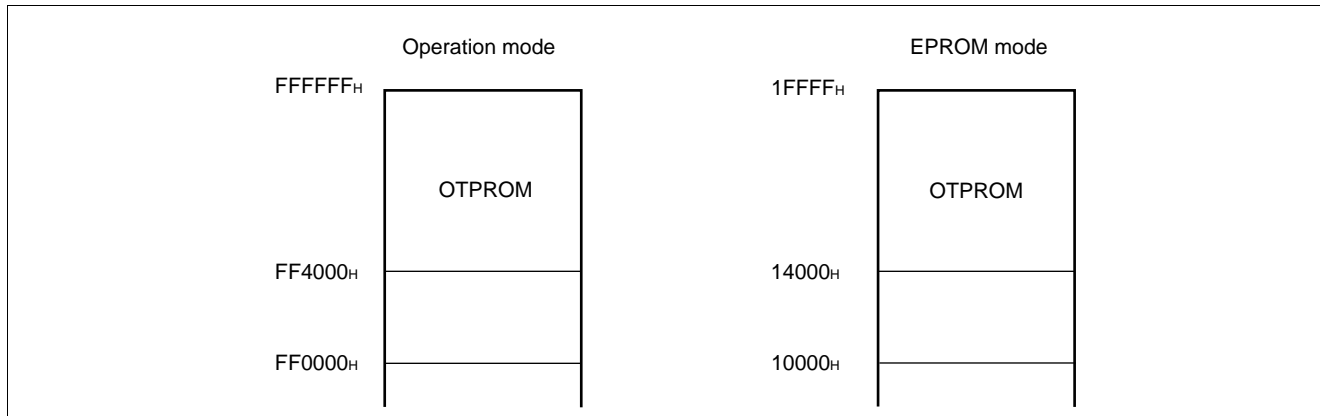 Operation mode
EPROM mode
FFFFFFH
1FFFFH
OTPROM
OTPROM
FF4000H
14000H
FF0000H
10000H